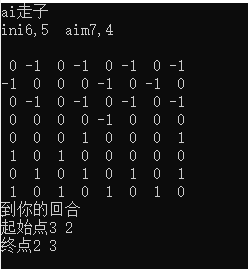 ai走子
ini6,5 aim7,4
0 -1 0 -1 0 -1 0 -1
-1 0 0 0 -1 0 -1 0
0 -1 0 -1 0 -1 0 -1
0 0 0 0 -1 0 0 0
0 0 0 0 1 0 0 1
1 0 1 0 0 0 0 0
0 1 0 1 0 1 0 1
1 0 1 0 1 0 1 0
到你的回合
起始点3 2
终点2 3